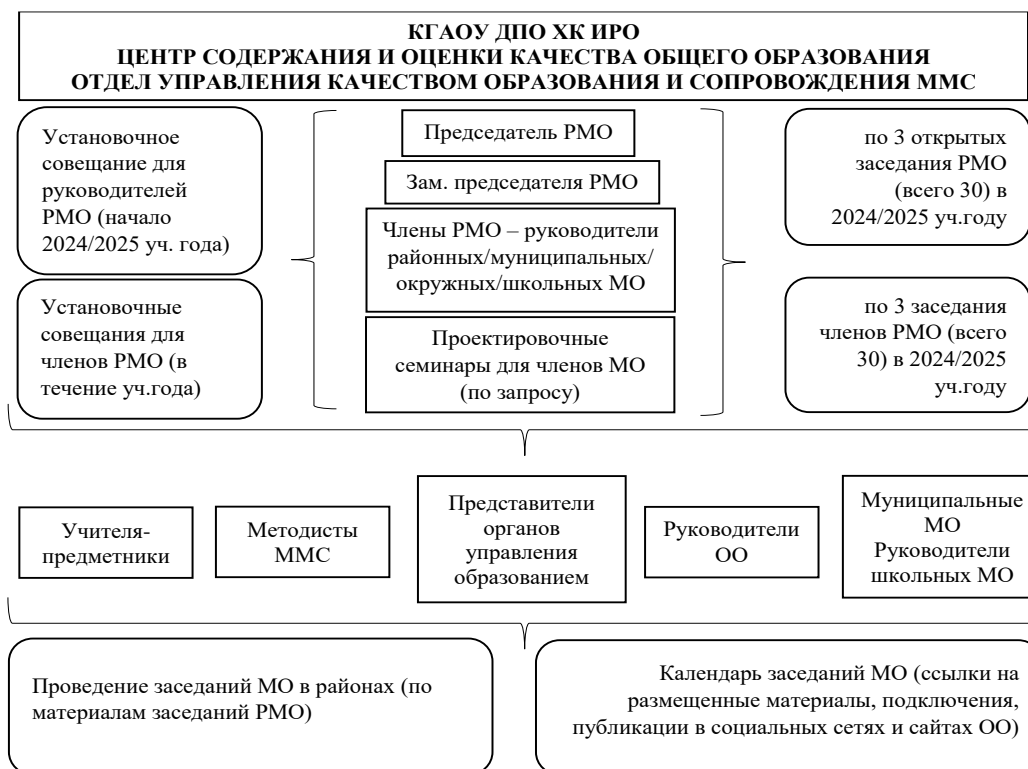 КГАОУ ДПО ХК ИРО
ЦЕНТР СОДЕРЖАНИЯ И ОЦЕНКИ КАЧЕСТВА ОБЩЕГО ОБРАЗОВАНИЯ
ОТДЕЛ УПРАВЛЕНИЯ КАЧЕСТВОМ ОБРАЗОВАНИЯ И СОПРОВОЖДЕНИЯ ММС
Установочное
совещание для
руководителей
РМО (начало
2024/2025 уч. года)
Установочные
совещания для
членов РМО (в
течение уч.года)
Председатель РМО
Зам. председателя РМО
Члены РМО – руководители
районных/муниципальных/
окружных/школьных МО
Проектировочные
семинары для членов МО
(по запросу)
по 3 открытых
заседания РМО
(всего 30) в
2024/2025 уч.году
по 3 заседания
членов РМО (всего
30) в 2024/2025
уч.году
Учителя-
предметники
Методисты
ММС
Представители
органов
управления
образованием
Руководители
ОО
Муниципальные
МО
Руководители
школьных МО
Проведение заседаний МО в районах (по
материалам заседаний РМО)
Календарь заседаний МО (ссылки на
размещенные материалы, подключения,
публикации в социальных сетях и сайтах ОО)